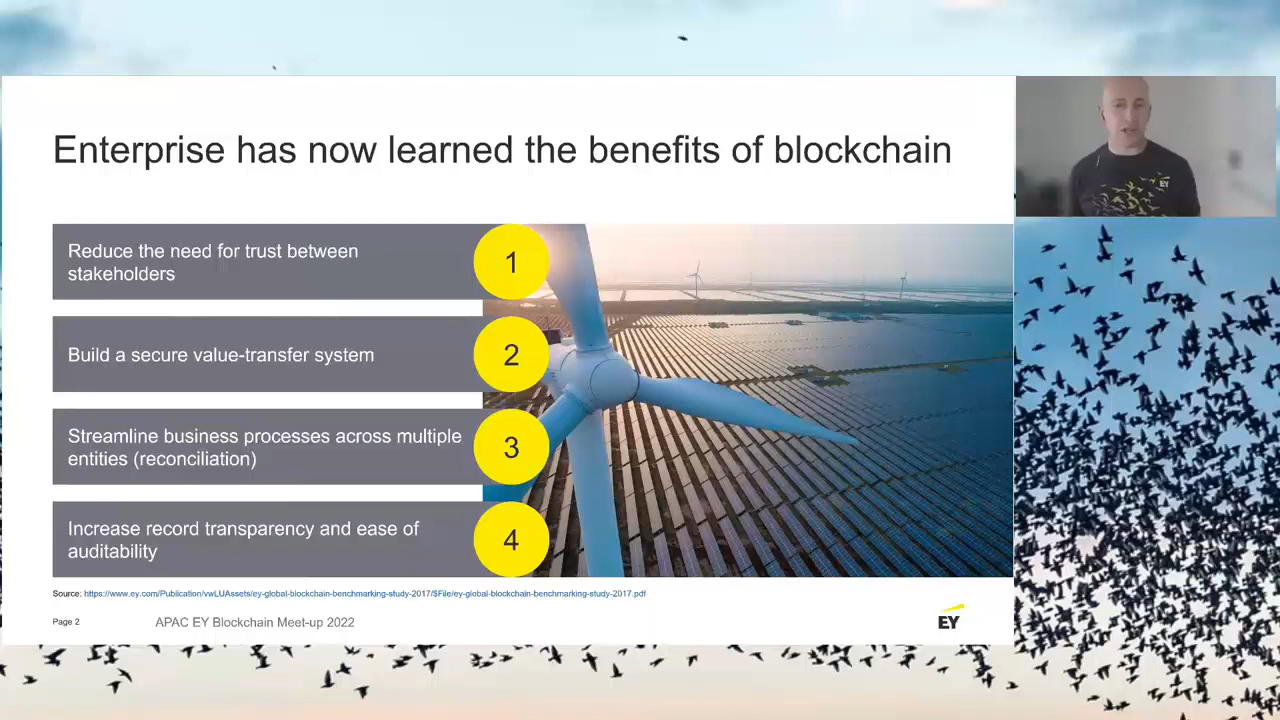 Enterprise has now learned the benefits of blockchain
Reduce the need for trust between
stakeholders
1
Build a secure value-transfer system
2
Streamline business processes across multiple
entities (reconciliation)
3
Increase record transparency and ease of
auditability
4
Source: https://www.ey.com/Publication/vwLUAssets/ey-global-blockchain-benchmarking-study-2017/$File/ey-global-blockchain-benchmarking-study-2017.pdf
Page 2
APAC EY Blockchain Meet-up 2022
EY
EY